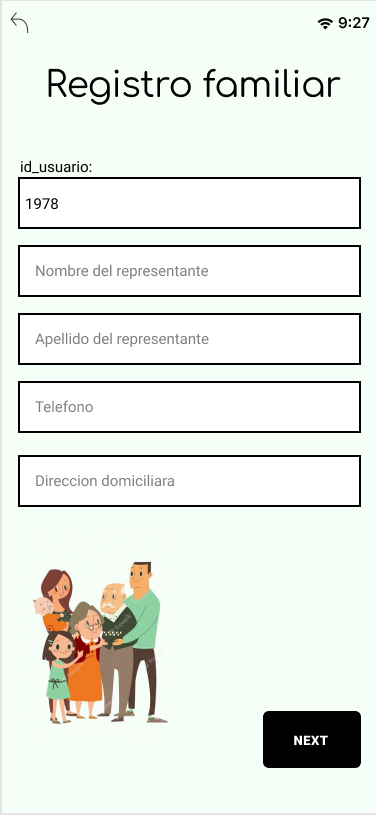 9:27
Registro familiar
id_usuario:
1978
Nombre del representante
Apellido del representante
Telefono
Direccion domiciliara
NEXT